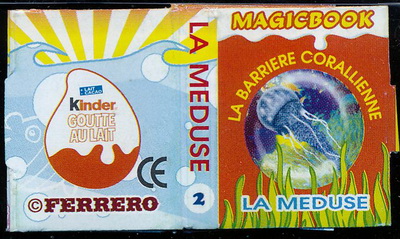 LAIT
CACAO
Kinder
GOUTTE
AU LAIT
CE
©FERRERO
LA MEDUSE
2
MAGICBOOK
LA BARRIERE CORALLIENNE
LA MEDUSE